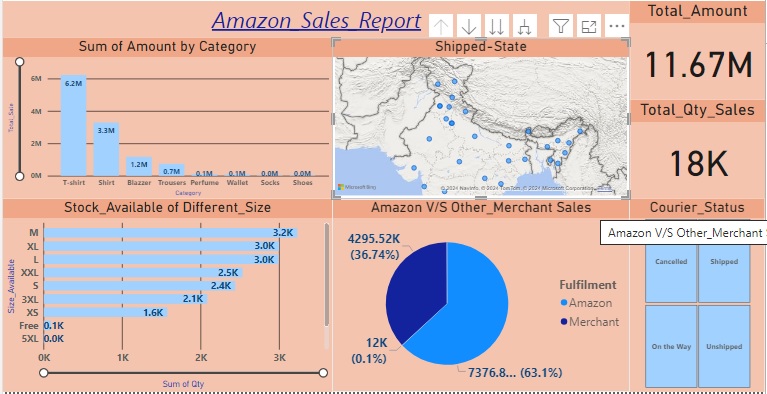 Amazon_Sales_Report
Total_Amount
11.67M
Sum of Amount by Category
Total_Sale
6M
4M
2M
0M
6.2M
3.3M
1.2M
0.7M
0.1M
0.1M
0.0M
0.0M
T-shirt Shirt Blazzer Trousers Perfume Wallet Socks Shoes
Category
Shipped-State
Microsoft Bing
© 2024 NavInfo, © 2024 TomTom, © 2024 Microsoft Corporation
Total_Qty_Sales
18K
Stock_Available of Different_Size
Size_Available
M 3.2K
XL 3.0K
L 3.0K
XXL 2.5K
S 2.4K
3XL 2.1K
XS 1.6K
Free 0.1K
5XL 0.0K
0K 1K 2K 3K
Sum of Qty
Amazon V/S Other_Merchant Sales
4295.52K
(36.74%)
12K
(0.1%)
7376.8... (63.1%)
Fulfilment
Amazon
Merchant
Courier_Status
Amazon V/S Other_Merchant
Cancelled Shipped
On the Way Unshipped